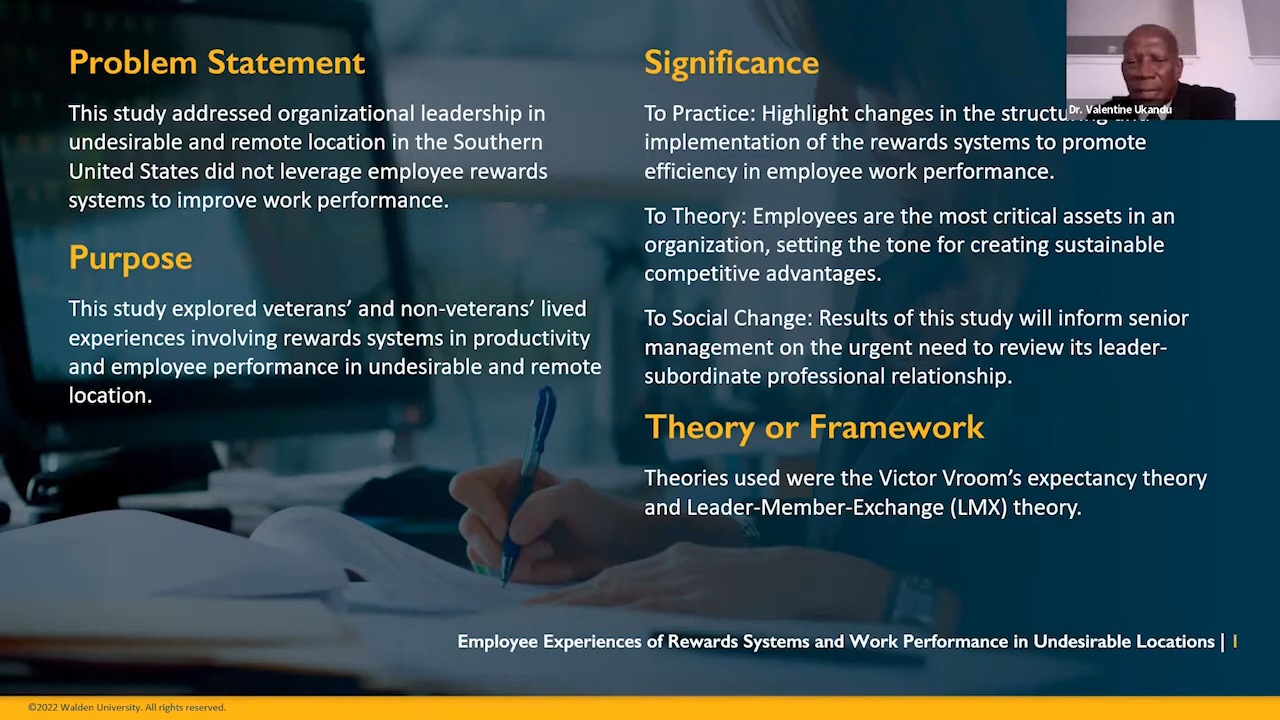 Problem Statement
This study addressed organizational leadership in
undesirable and remote location in the Southern
United States did not leverage employee rewards
systems to improve work performance.
Purpose
This study explored veterans’ and non-veterans’ lived
experiences involving rewards systems in productivity
and employee performance in undesirable and remote
location.
Significance
To Practice: Highlight changes in the
implementation of the rewards systems to promote
efficiency in employee work performance.
To Theory: Employees are the most critical assets in an
organization, setting the tone for creating sustainable
competitive advantages.
To Social Change: Results of this study will inform senior
management on the urgent need to review its leader-
subordinate professional relationship.
Theory or Framework
Theories used were the Victor Vroom’s expectancy theory
and Leader-Member-Exchange (LMX) theory.
Dr. Valentine Ukandu
Employee Experiences of Rewards Systems and Work Performance in Undesirable Locations | 1
©2022 Walden University. All rights reserved.